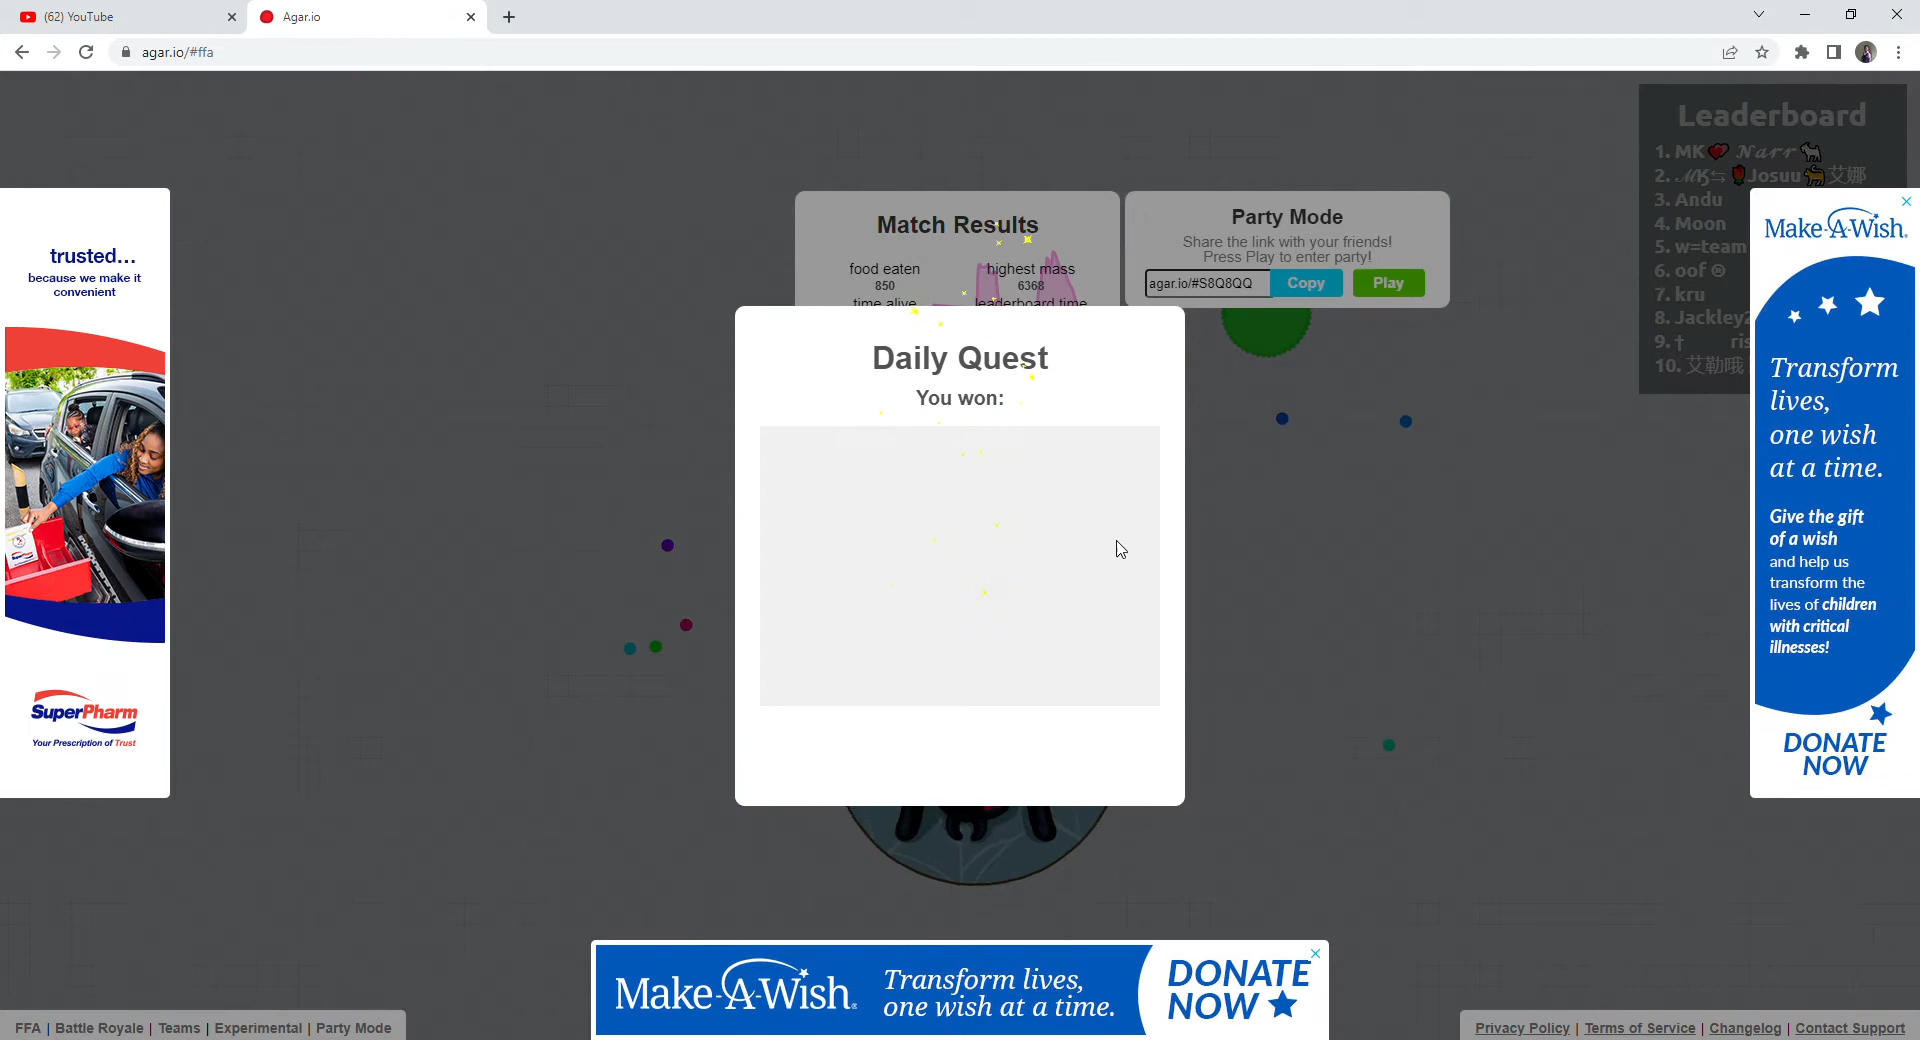 (62) YouTube
Agar.io
agar.io/#ffa
Leaderboard
1. MK❤️ 𝒩𝒶𝓇𝓇 🐕
2. 𝓜Ɠ⇆🌹Josuu🐯艾娜
3. Andu
4. Moon
5. w=team
6. oof ®
7. kru
8. Jackley2
9. † ris
10. 艾勒哦
Match Results
food eaten
850
highest mass
6368
time alive
leaderboard time
Party Mode
Share the link with your friends!
Press Play to enter party!
agar.io/#S8Q8QQ
Copy
Play
Daily Quest
You won:
trusted...
because we make it
convenient
SuperPharm
Your Prescription of Trust
Make-A-Wish.
Transform
lives,
one wish
at a time.
Give the gift
of a wish
and help us
transform the
lives of children
with critical
illnesses!
DONATE
NOW
Make-A-Wish.
Transform lives,
one wish at a time.
DONATE
NOW
FFA | Battle Royale | Teams | Experimental | Party Mode
Privacy Policy | Terms of Service | Changelog | Contact Support